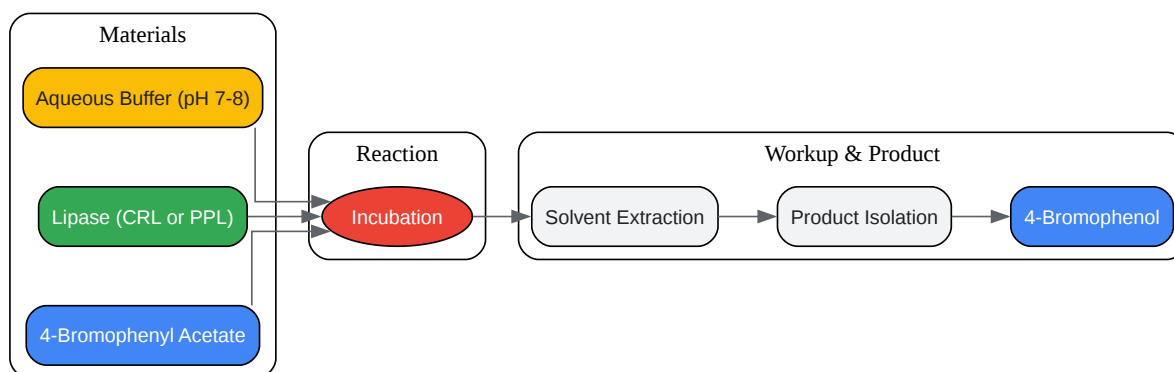 Materials
Aqueous Buffer (pH 7-8)
Lipase (CRL or PPL)
4-Bromophenyl Acetate
Reaction
Incubation
Workup & Product
Solvent Extraction
Product Isolation
4-Bromophenol